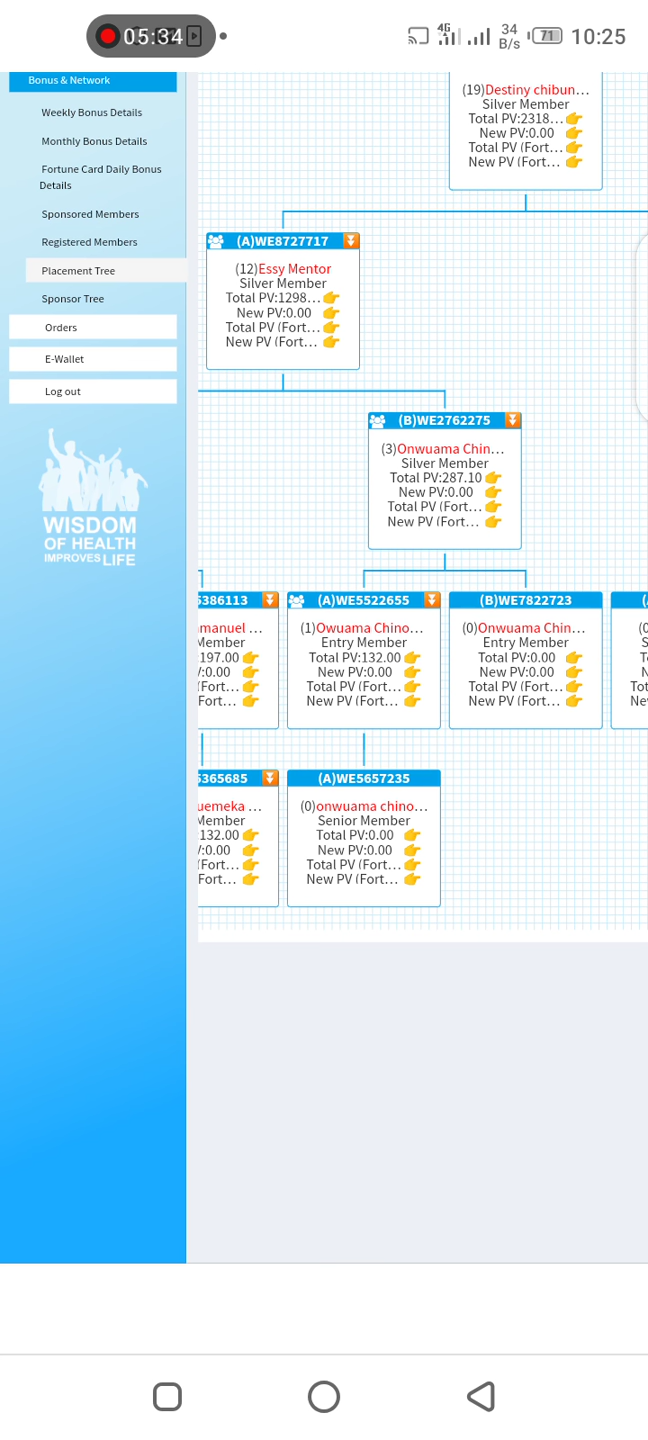 05:34
4G
34
B/s
71
10:25
Bonus & Network
Weekly Bonus Details
Monthly Bonus Details
Fortune Card Daily Bonus
Details
Sponsored Members
Registered Members
Placement Tree
Sponsor Tree
Orders
E-Wallet
Log out
WISDOM
OF HEALTH
IMPROVES LIFE
(19)Destiny chibun...
Silver Member
Total PV:2318...
New PV:0.00
Total PV (Fort...
New PV (Fort...
(A)WE8727717
(12)Essy Mentor
Silver Member
Total PV:1298...
New PV:0.00
Total PV (Fort...
New PV (Fort...
(B)WE2762275
(3)Onwuama Chin...
Silver Member
Total PV:287.10
New PV:0.00
Total PV (Fort...
New PV (Fort...
5386113
manuel ...
Member
197.00
:0.00
(Fort...
Fort...
(A)WE5522655
(1)Owuama Chino...
Entry Member
Total PV:132.00
New PV:0.00
Total PV (Fort...
New PV (Fort...
(B)WE7822723
(0)Onwuama Chin...
Entry Member
Total PV:0.00
New PV:0.00
Total PV (Fort...
New PV (Fort...
5365685
uemeka ...
Member
132.00
:0.00
(Fort...
Fort...
(A)WE5657235
(0)onwuama chino...
Senior Member
Total PV:0.00
New PV:0.00
Total PV (Fort...
New PV (Fort...